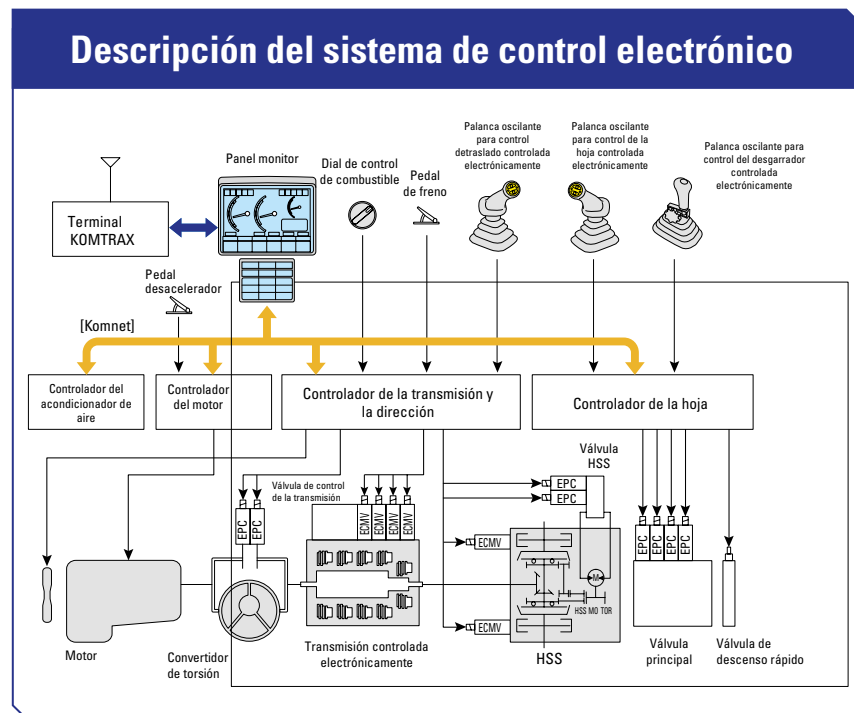 Descripción del sistema de control electrónico
Palanca oscilante
para control
detraslado controlada
electrónicamente
Palanca oscilante
para control de la
hoja controlada
electrónicamente
Palanca oscilante para
control del desgarrador
controlada
electrónicamente
Panel monitor
Dial de control
de combustible
Pedal
de freno
Terminal
KOMTRAX
Pedal
desacelerador
[Komnet]
Controlador del
acondicionador de
aire
Controlador
del motor
Controlador de la transmisión y
la dirección
Controlador de la hoja
Válvula
HSS
Válvula de control
de la transmisión
EPC
EPC
ECMV
ECMV
ECMV
ECMV
EPC
EPC
ECMV
ECMV
EPC
EPC
EPC
EPC
M
HSS MO TOR
Motor
Convertidor
de torsión
Transmisión controlada
electrónicamente
HSS
Válvula
principal
Válvula de
descenso rápido